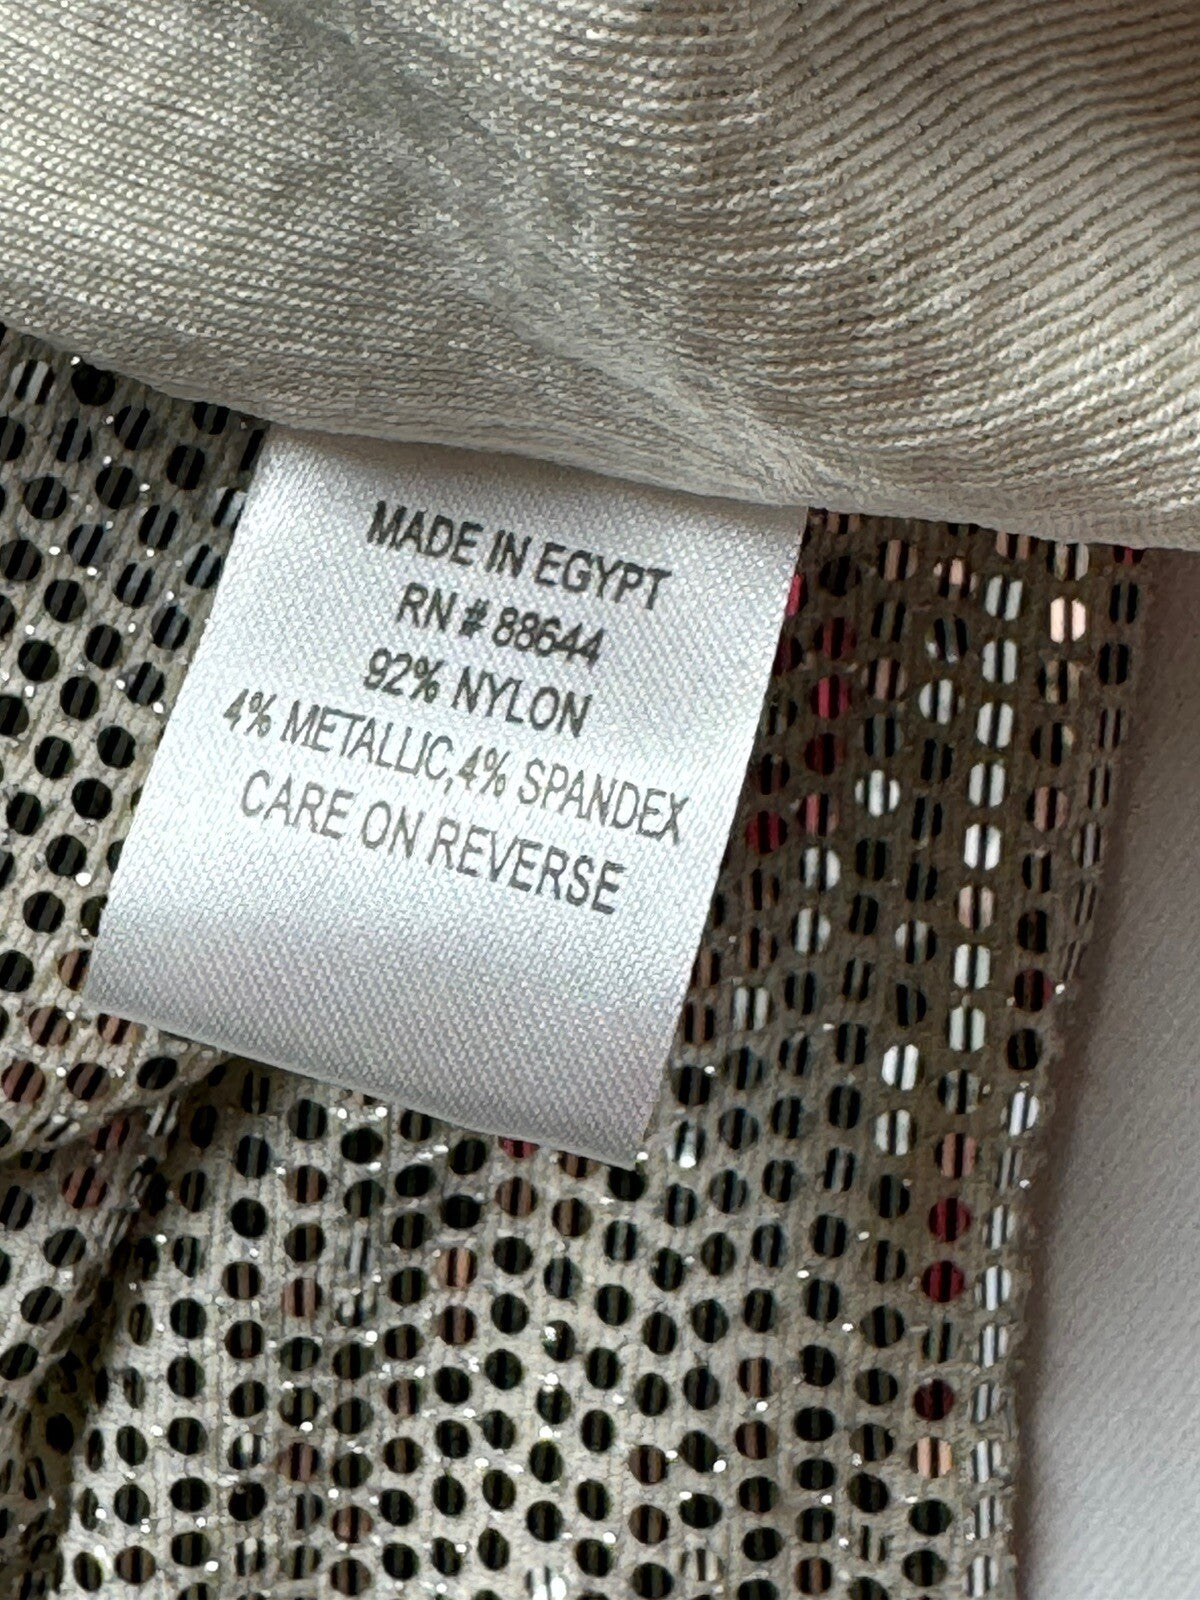 MADE IN EGYPT
RN # 88644
92% NYLON
4% METALLIC,4% SPANDEX
CARE ON REVERSE